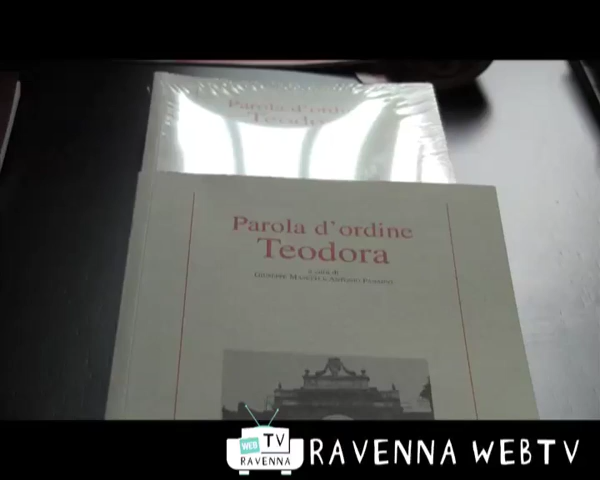 Parola d'ordine
Teodora
Parola d'ordine
Teodora
a cura di
WEB TV
RAVENNA
RAVENNA WEBTV